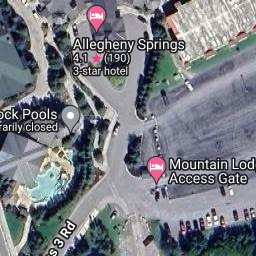 Allegheny Springs
4.1 ★ (190)
3-star hotel
ock Pools
rarily closed
Mountain Lod
Access Gate
s 3 Rd